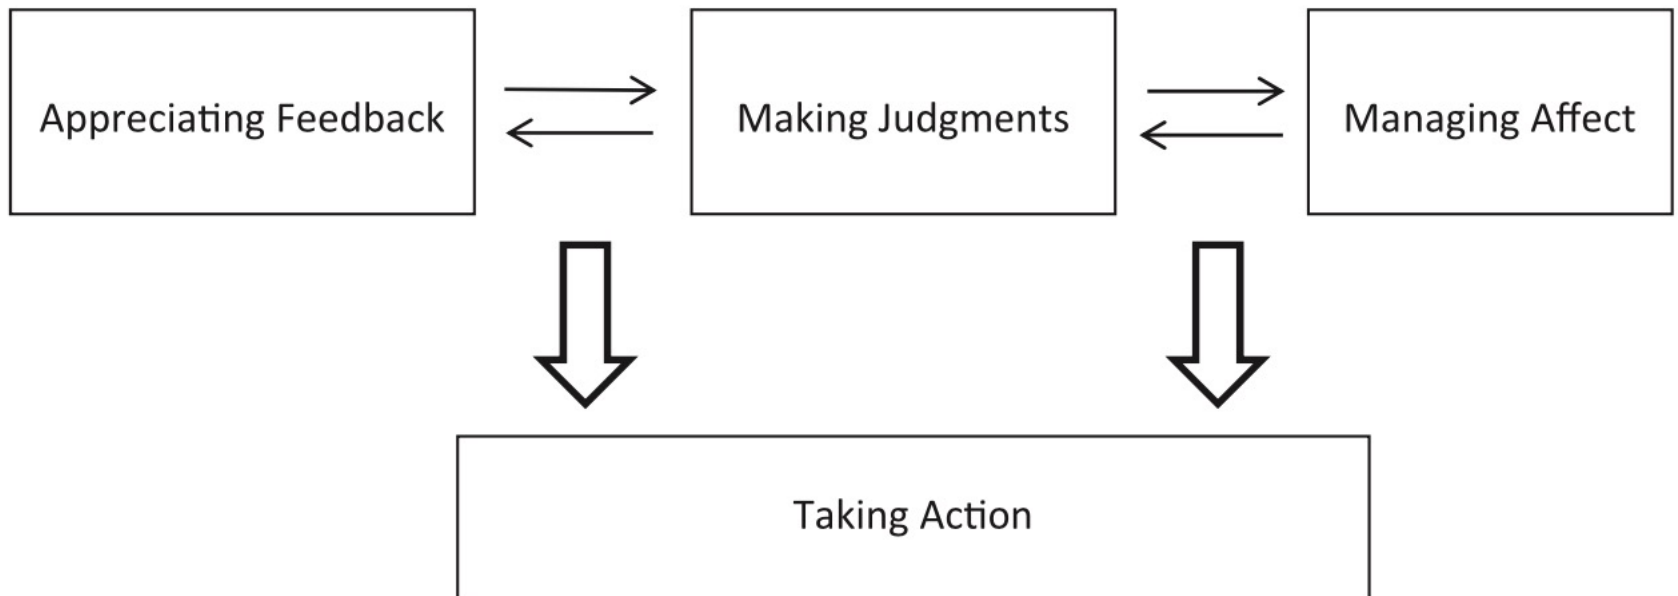 Appreciating Feedback
Making Judgments
Managing Affect
Taking Action